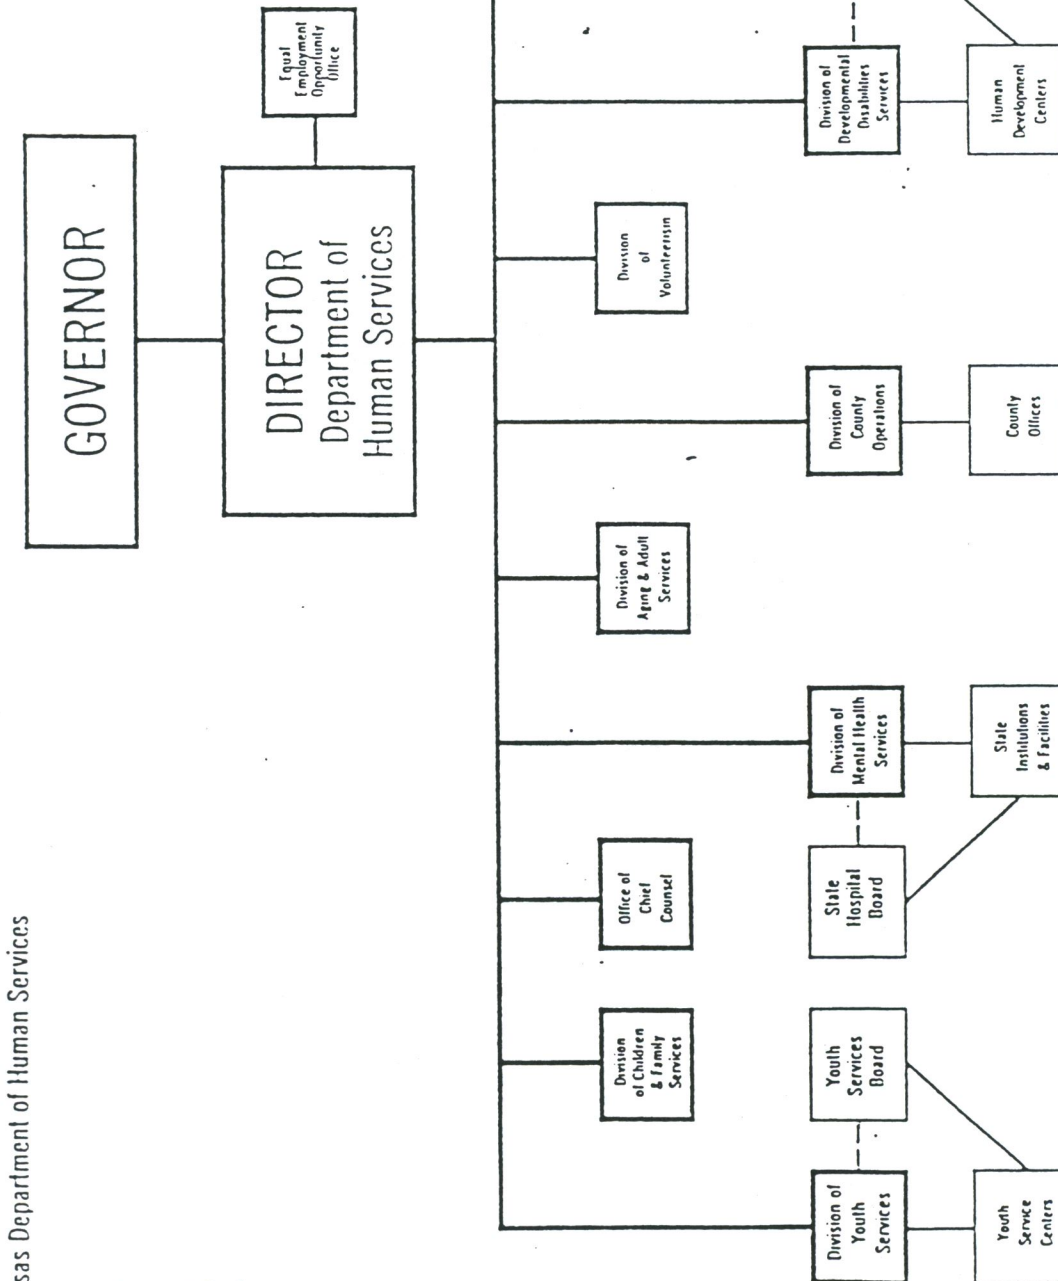 sas Department of Human Services
GOVERNOR
DIRECTOR
Department of
Human Services
Equal
Employment
Opportunity
Office
Division
of Children
& Family
Services
Office of
Chief
Counsel
Division of
Aging & Adult
Services
Division
of
Volunteerism
Division of
Youth
Services
Youth
Services
Board
State
Hospital
Board
Division of
Mental Health
Services
Division of
County
Operations
Division of
Developmental
Disabilities
Services
Youth
Service
Centers
State
Institutions
& Facilities
County
Offices
Human
Development
Centers